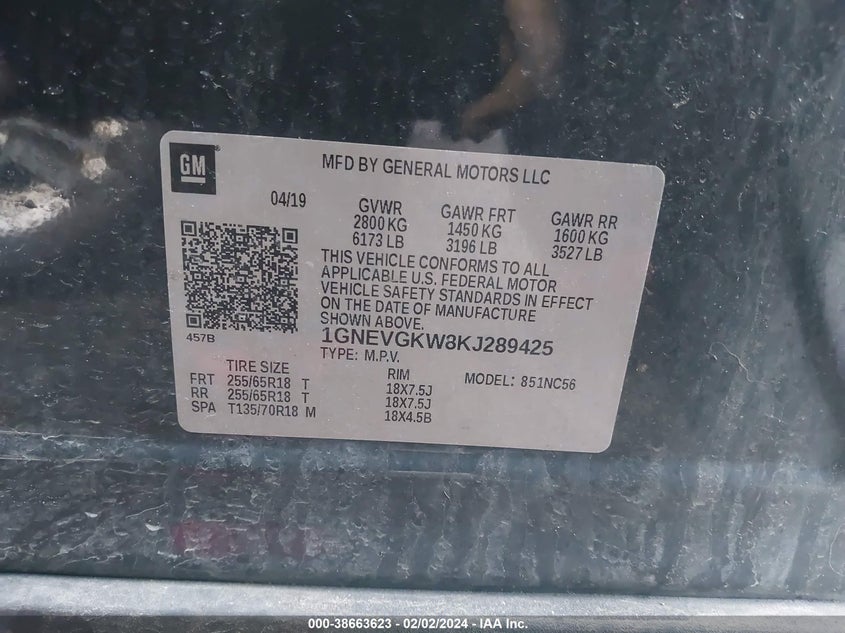 GM
MFD BY GENERAL MOTORS LLC
04/19
GVWR
2800 KG
6173 LB
GAWR FRT
1450 KG
3196 LB
GAWR RR
1600 KG
3527 LB
THIS VEHICLE CONFORMS TO ALL
APPLICABLE U.S. FEDERAL MOTOR
VEHICLE SAFETY STANDARDS IN EFFECT
ON THE DATE OF MANUFACTURE
SHOWN ABOVE.
457B
1GNEVGKW8KJ289425
TYPE: M.P.V.
TIRE SIZE
RIM
MODEL: 851NC56
FRT 255/65R18 T 18X7.5J
RR 255/65R18 T 18X7.5J
SPA T135/70R18 M 18X4.5B
000-38663623 - 02/02/2024 - IAA Inc.